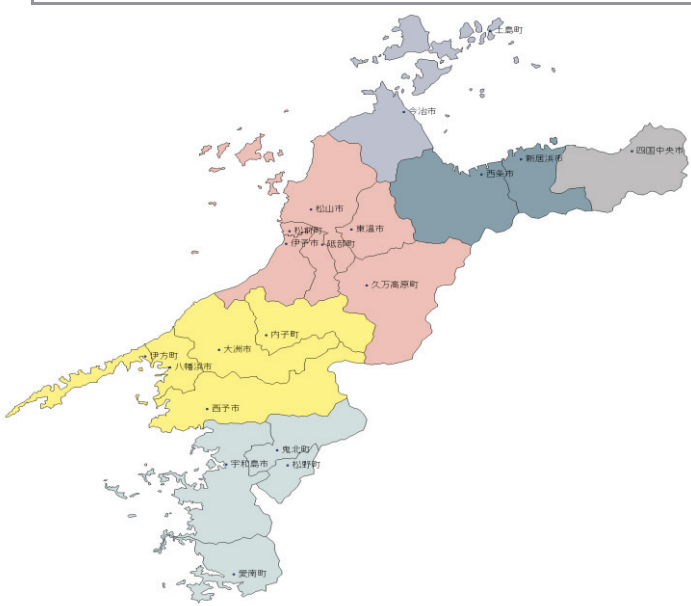 上島町
今治市
四国中央市
新居浜市
西条市
松山市
東温市
松前町
伊予市
砥部町
久万高原町
内子町
大洲市
伊方町
八幡浜市
西予市
鬼北町
宇和島市
松野町
愛南町